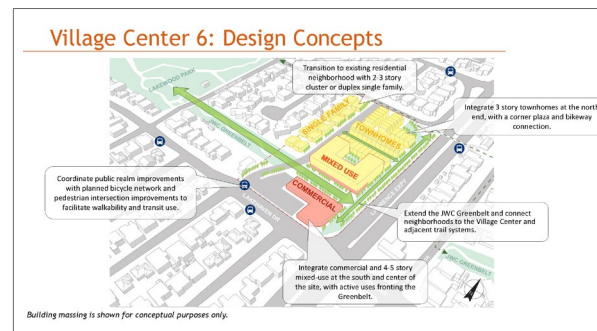 Village Center 6: Design Concepts
Transition to existing residential
neighborhood with 2-3 story
cluster or duplex single family.
LAKEWOOD PARK
Integrate 3 story townhomes at the north
end, with a corner plaza and bikeway
connection.
SINGLE FAMILY
TOWNHOMES
JWC GREENBELT
MIXED USE
Coordinate public realm improvements
with planned bicycle network and
pedestrian intersection improvements to
facilitate walkability and transit use.
COMMERCIAL
Extend the JWC Greenbelt and connect
neighborhoods to the Village Center and
adjacent trail systems.
JWC GREENBELT
Integrate commercial and 4-5 story
mixed-use at the south and center of
the site, with active uses fronting the
Greenbelt.
Building massing is shown for conceptual purposes only.